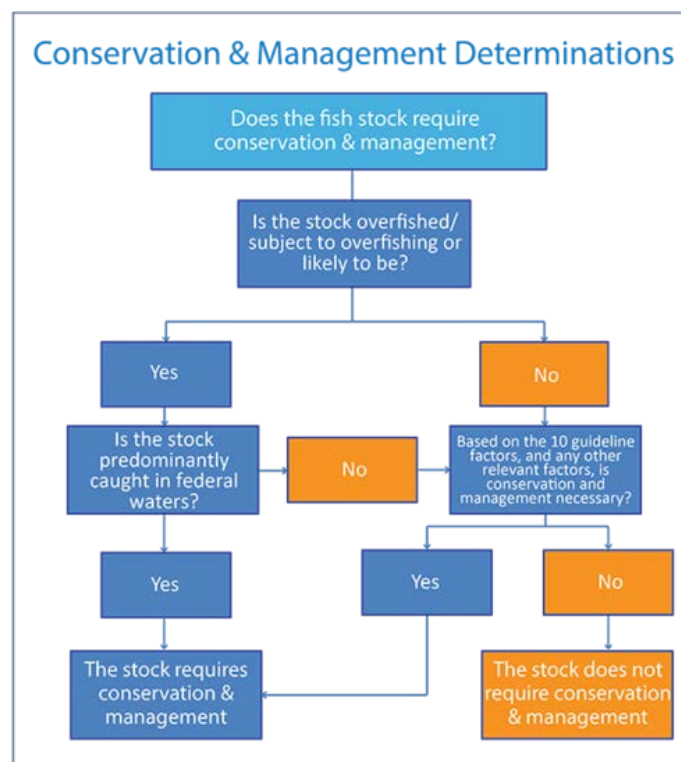 Conservation & Management Determinations
Does the fish stock require
conservation & management?
Is the stock overfished/
subject to overfishing or
likely to be?
Yes
No
Is the stock
predominantly
caught in federal
waters?
No
Based on the 10 guideline
factors, and any other
relevant factors, is
conservation and
management necessary?
Yes
Yes
No
The stock requires
conservation &
management
The stock does not
require conservation
& management